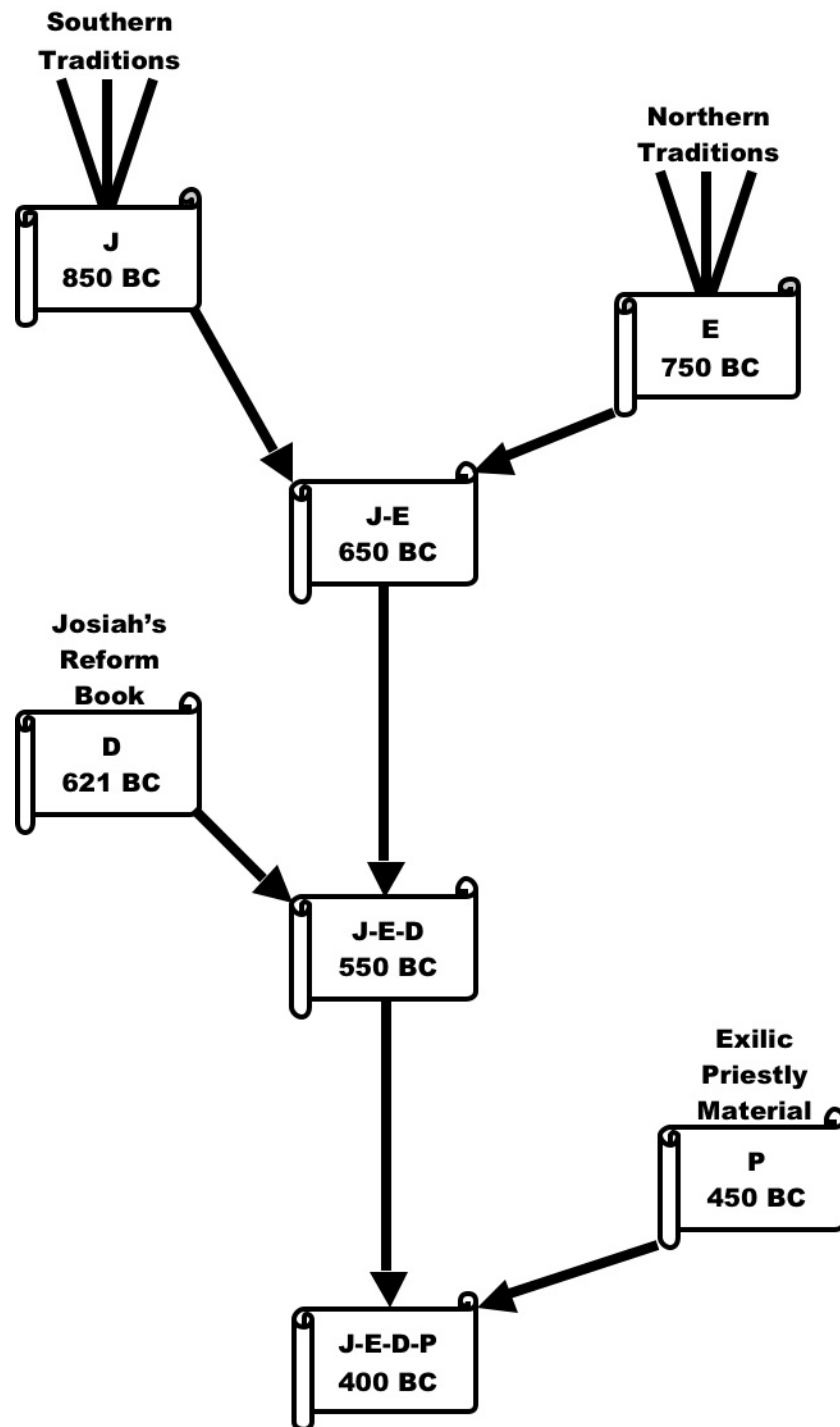 Southern
Traditions
J
850 BC
Northern
Traditions
E
750 BC
J-E
650 BC
Josiah’s
Reform
Book
D
621 BC
J-E-D
550 BC
Exilic
Priestly
Material
P
450 BC
J-E-D-P
400 BC